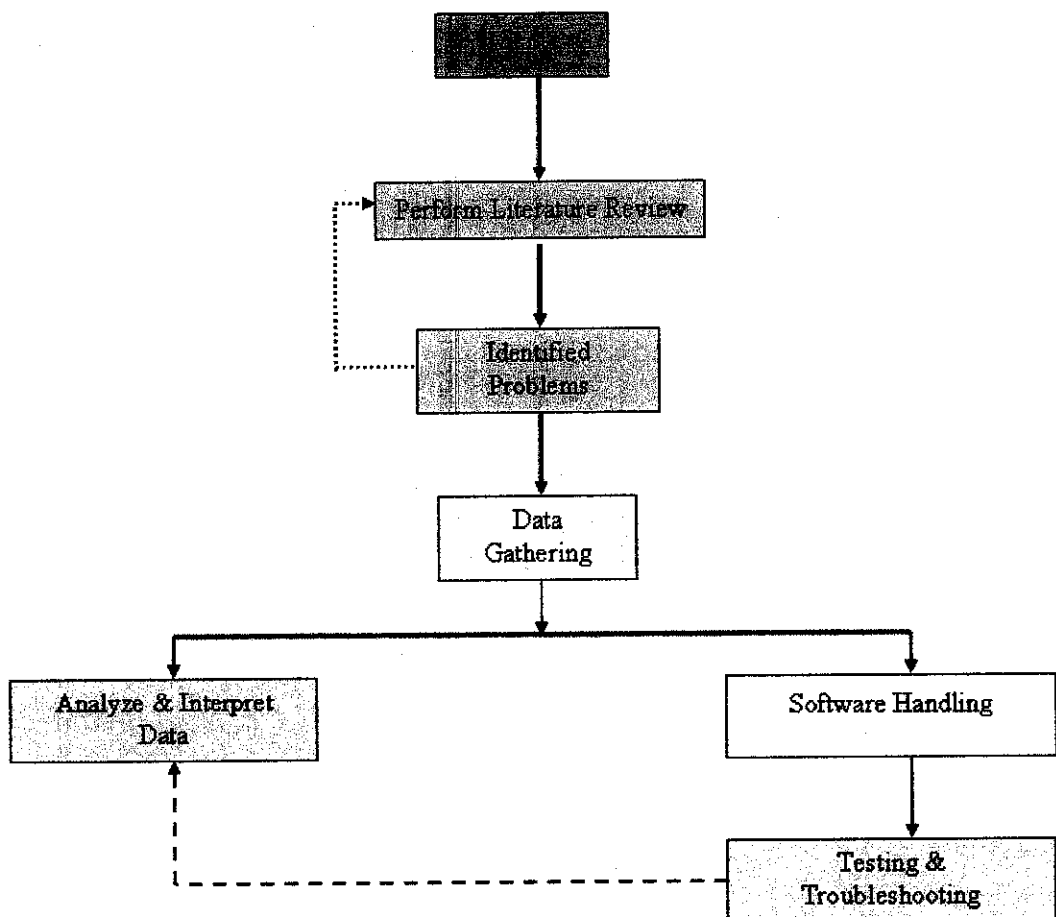 Perform Literature Review
Identified
Problems
Data
Gathering
Analyze & Interpret
Data
Software Handling
Testing &
Troubleshooting